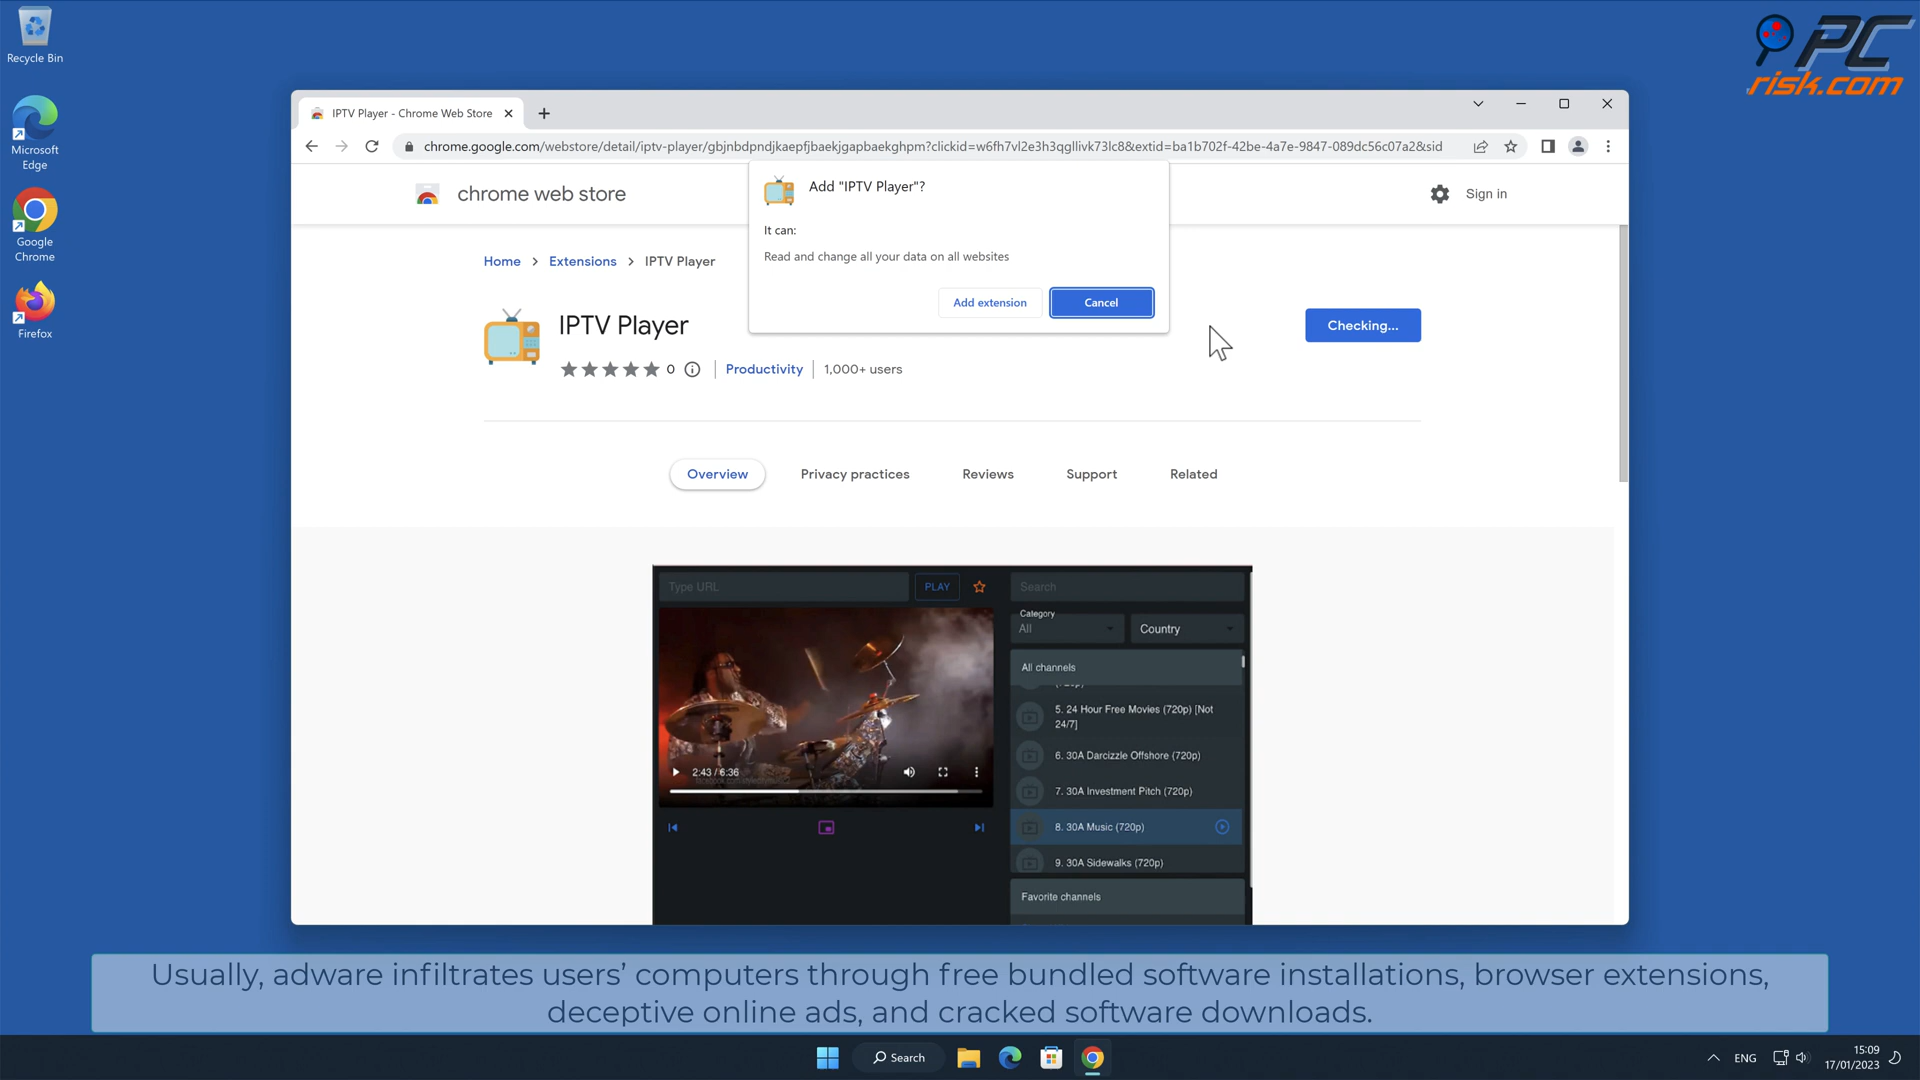 Recycle Bin
Microsoft
Edge
Google
Chrome
Firefox
PC
risk.com
IPTV Player - Chrome Web Store
chrome.google.com/webstore/detail/iptv-player/gbjnbdpndjkaepfjbaekjgapbaekghpm?clickid=w6fh7vl2e3h3qgllivk73lc8&extid=ba1b702f-42be-4a7e-9847-089dc56c07a2&sid
chrome web store
Sign in
Add "IPTV Player"?
It can:
Read and change all your data on all websites
Add extension
Cancel
Home > Extensions > IPTV Player
IPTV Player
Checking...
0
Productivity
1,000+ users
Overview
Privacy practices
Reviews
Support
Related
Type URL
PLAY
Search
Category
All
Country
All channels
5. 24 Hour Free Movies (720p) [Not
24/7]
6. 30A Darcizzle Offshore (720p)
7. 30A Investment Pitch (720p)
8. 30A Music (720p)
9. 30A Sidewalks (720p)
Favorite channels
2:43 / 6:36
Usually, adware infiltrates users’ computers through free bundled software installations, browser extensions,
deceptive online ads, and cracked software downloads.
Search
ENG
15:09
17/01/2023